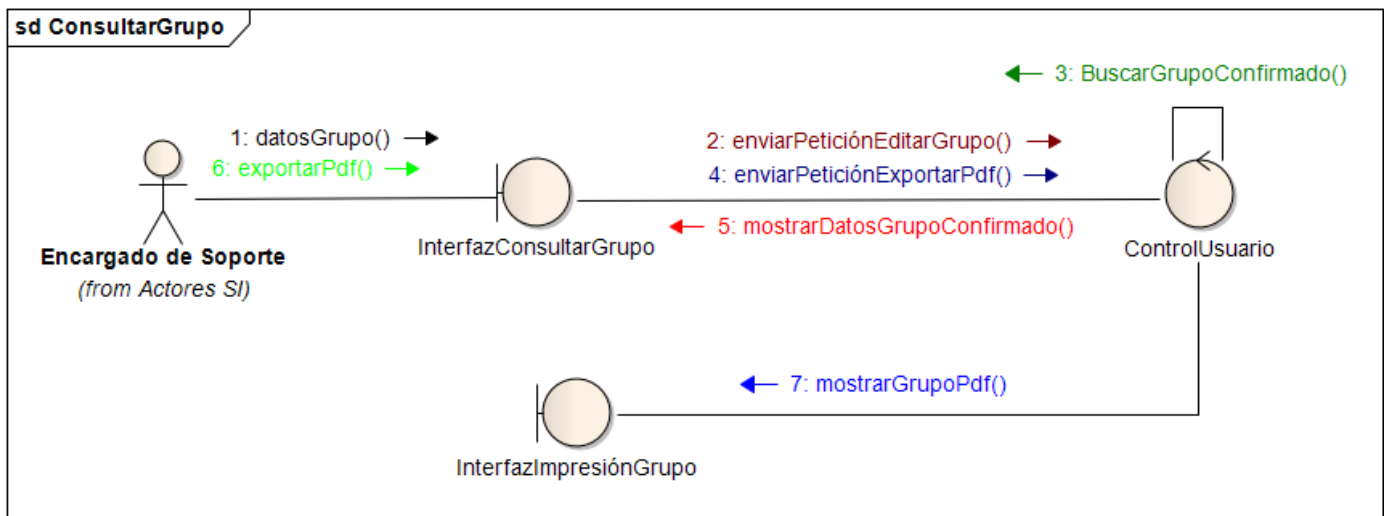 sd ConsultarGrupo
3: BuscarGrupoConfirmado()
1: datosGrupo()
6: exportarPdf()
2: enviarPeticiónEditarGrupo()
4: enviarPeticiónExportarPdf()
5: mostrarDatosGrupoConfirmado()
Encargado de Soporte
(from Actores SI)
InterfazConsultarGrupo
ControlUsuario
7: mostrarGrupoPdf()
InterfazImpresiónGrupo